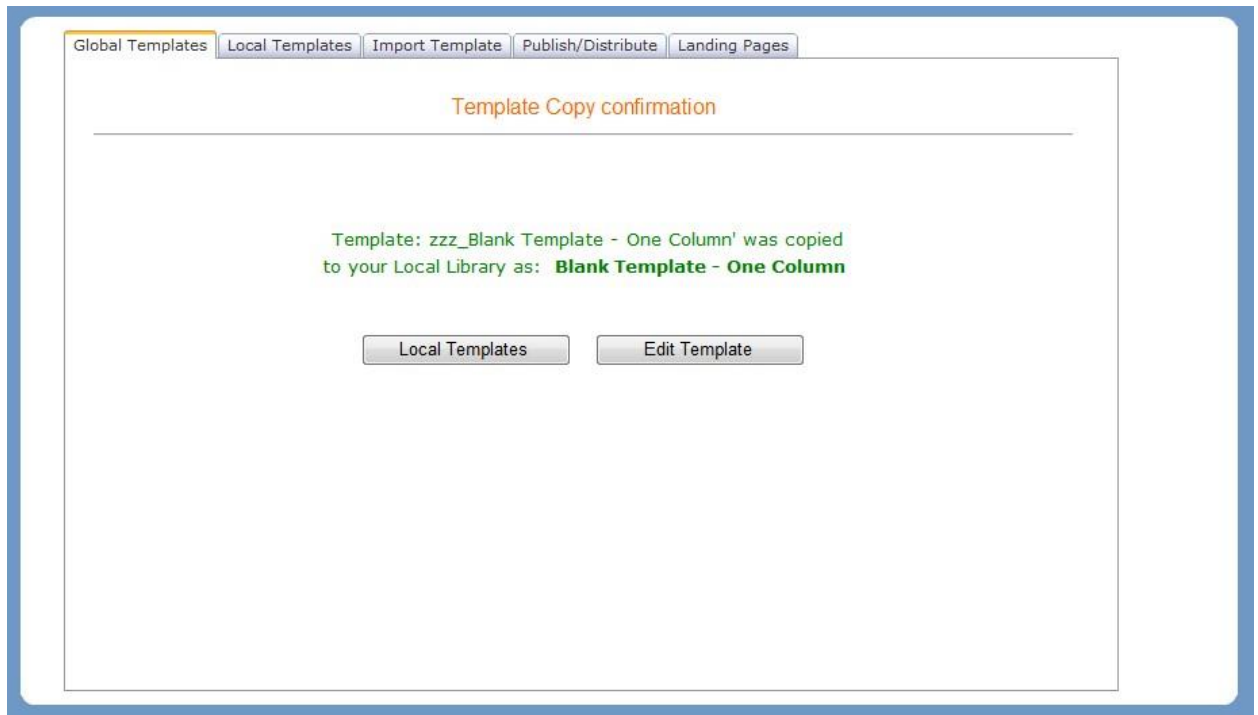 Global Templates Local Templates Import Template Publish/Distribute Landing Pages
Template Copy confirmation
Template: zzz_Blank Template - One Column' was copied
to your Local Library as: Blank Template - One Column
Local Templates Edit Template